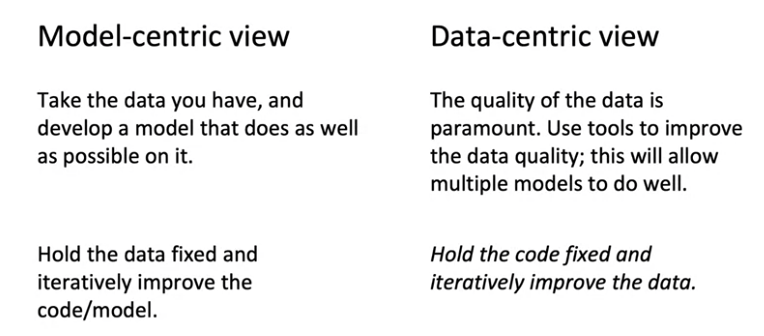 Model-centric view
Take the data you have, and
develop a model that does as well
as possible on it.
Hold the data fixed and
iteratively improve the
code/model.
Data-centric view
The quality of the data is
paramount. Use tools to improve
the data quality; this will allow
multiple models to do well.
Hold the code fixed and
iteratively improve the data.